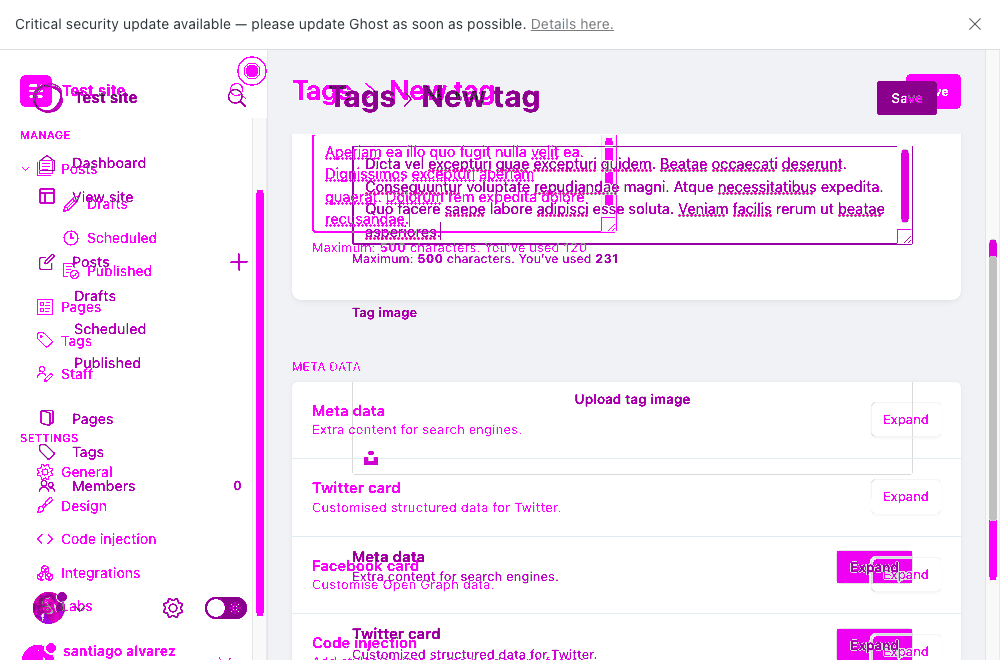 Critical security update available — please update Ghost as soon as possible. Details here.
Test site
Test site
Tags > New tag
Tags > New tag
Save
MANAGE
Dashboard
Posts
View site
Drafts
Scheduled
Posts
Published
Drafts
Pages
Scheduled
Tags
Published
Staff
Pages
SETTINGS
Tags
General
Members 0
Design
Code injection
Integrations
Labs
santiago alvarez
Aperiam ea illo quo fugit nulla velit ea.
Dignissimos excepturi aperiam
quaerat. Dolorum rem expedita dolore
recusandae.
Maximum: 500 characters. You've used 120
Dicta vel excepturi quae excepturi quidem. Beatae occaecati deserunt.
Consequuntur voluptate repudiandae magni. Atque necessitatibus expedita.
Quo facere saepe labore adipisci esse soluta. Veniam facilis rerum ut beatae
asperiores.
Maximum: 500 characters. You've used 231
Tag image
META DATA
Upload tag image
Meta data
Extra content for search engines.
Expand
Twitter card
Customised structured data for Twitter.
Expand
Meta data
Extra content for search engines.
Expand
Facebook card
Customise Open Graph data.
Expand
Twitter card
Customized structured data for Twitter.
Expand
Code injection
Expand